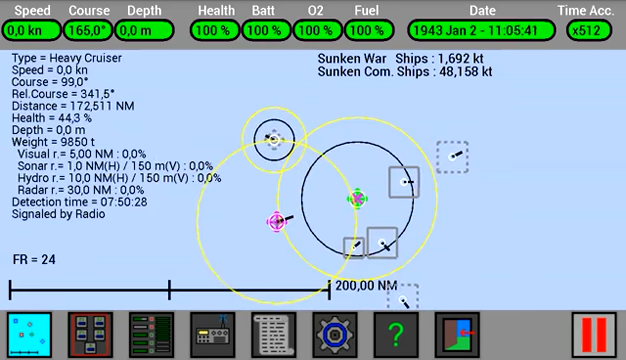 Speed Course Depth Health Batt O2 Fuel Date Time Acc.
0,0 kn 165,0° 0,0 m 100 % 100 % 100 % 100 % 1943 Jan 2 - 11:05:41 x512
Type = Heavy Cruiser
Speed = 0,0 kn
Course = 99,0°
Rel.Course = 341,5°
Distance = 172,511 NM
Health = 44,3 %
Depth = 0,0 m
Weight = 9850 t
Visual r.= 5,00 NM : 0,0%
Sonar r.= 1,0 NM(H) / 150 m(V) : 0,0%
Hydro r.= 10,0 NM(H) / 150 m(V) : 0,0%
Radar r.= 30,0 NM : 0,0%
Detection time = 07:50:28
Signaled by Radio
Sunken War Ships : 1,692 kt
Sunken Com. Ships : 48,158 kt
FR = 24
200,00 NM
?